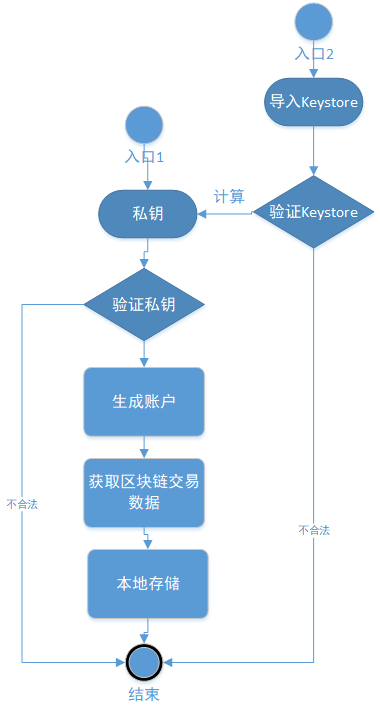 入口2
导入Keystore
入口1
计算
私钥
验证Keystore
验证私钥
生成账户
获取区块链交易
数据
不合法
不合法
本地存储
结束